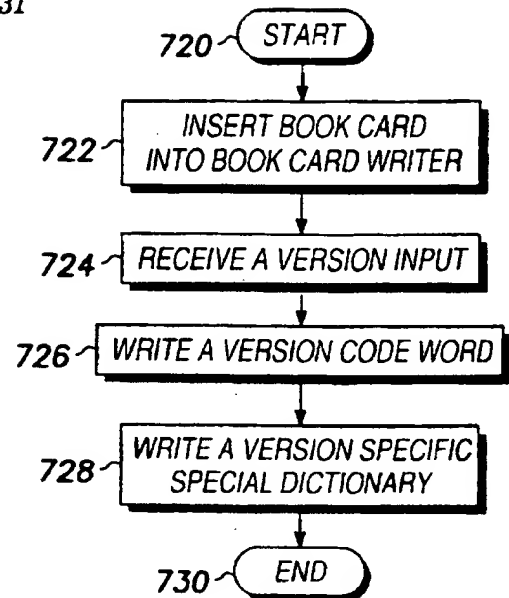 31
720 START
722 INSERT BOOK CARD
INTO BOOK CARD WRITER
724 RECEIVE A VERSION INPUT
726 WRITE A VERSION CODE WORD
728 WRITE A VERSION SPECIFIC
SPECIAL DICTIONARY
730 END